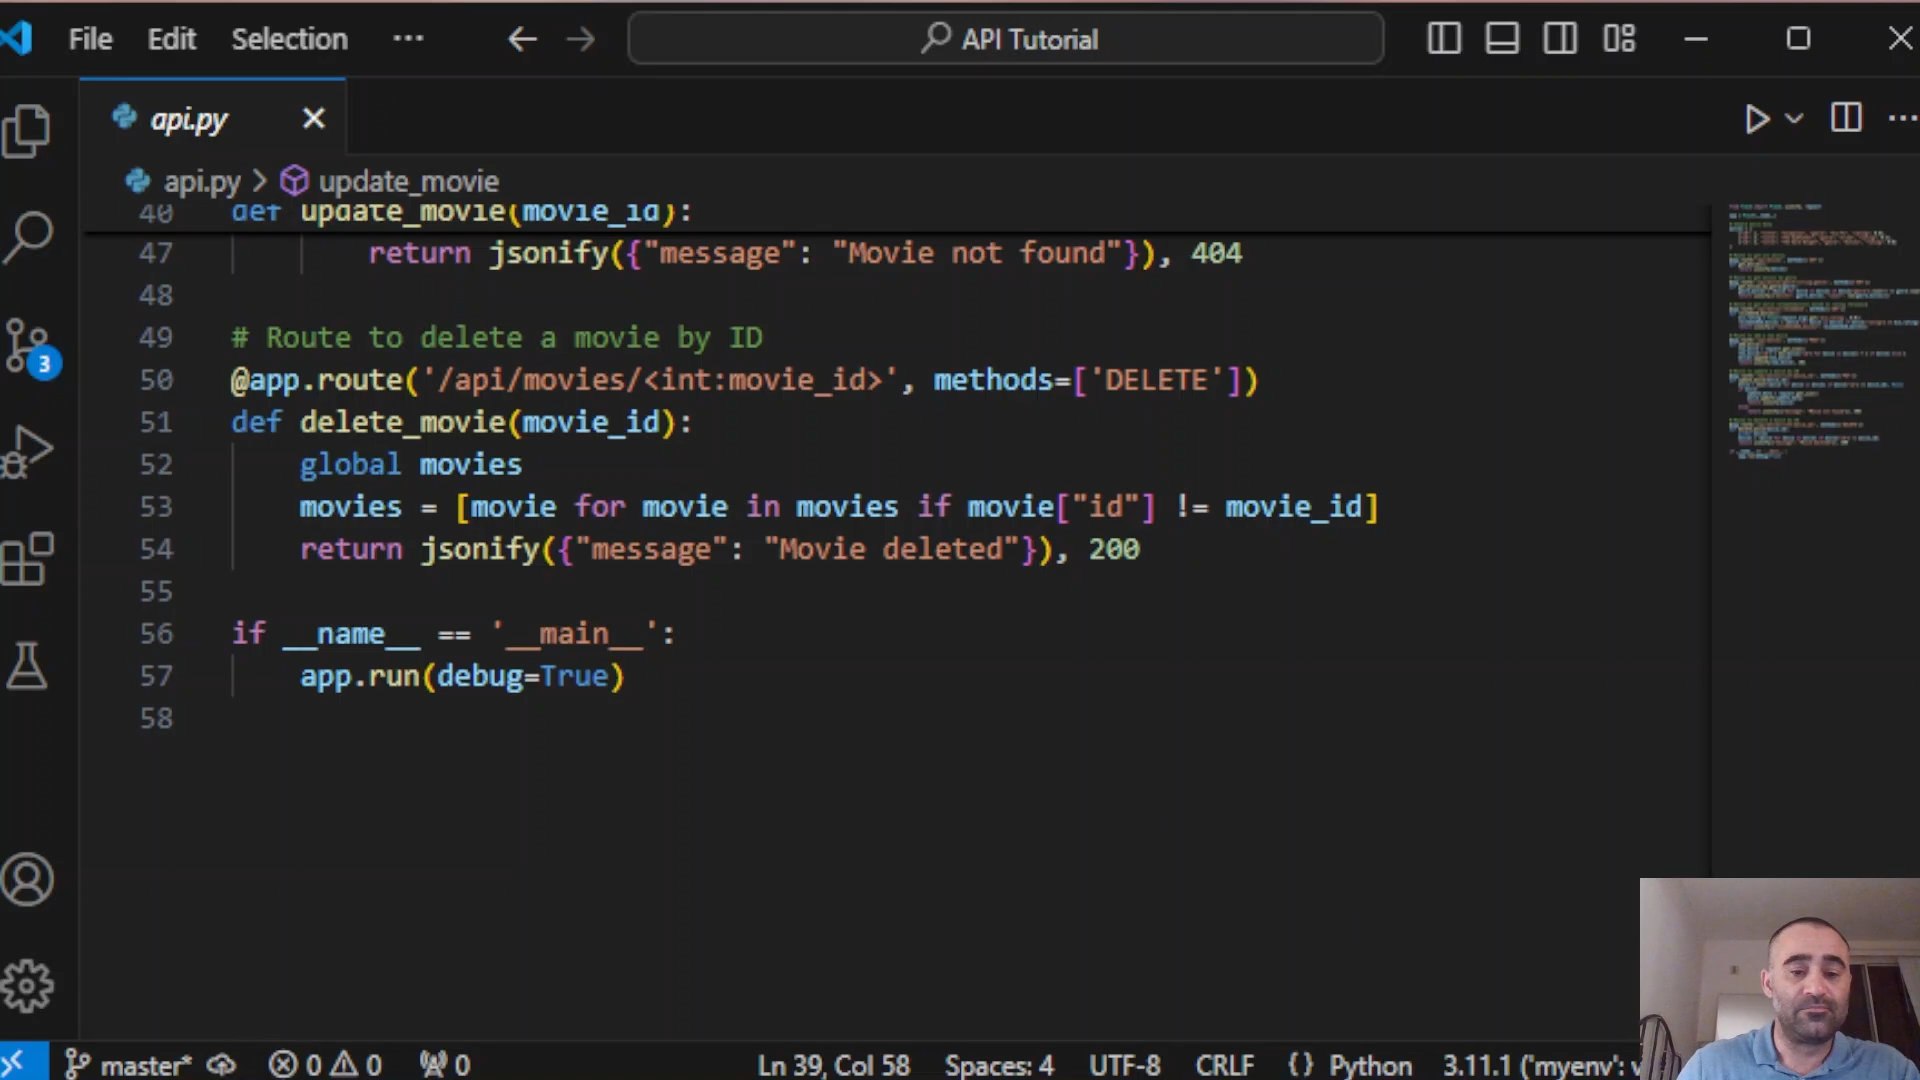 File Edit Selection ··· API Tutorial
api.py
api.py > update_movie
40 def update_movie(movie_id):
47 return jsonify({"message": "Movie not found"}), 404
48
49 # Route to delete a movie by ID
50 @app.route('/api/movies/<int:movie_id>', methods=['DELETE'])
51 def delete_movie(movie_id):
52 global movies
53 movies = [movie for movie in movies if movie["id"] != movie_id]
54 return jsonify({"message": "Movie deleted"}), 200
55
56 if __name__ == '__main__':
57 app.run(debug=True)
58
3
master* 0 0 0 Ln 39, Col 58 Spaces: 4 UTF-8 CRLF {} Python 3.11.1 ('myenv': v